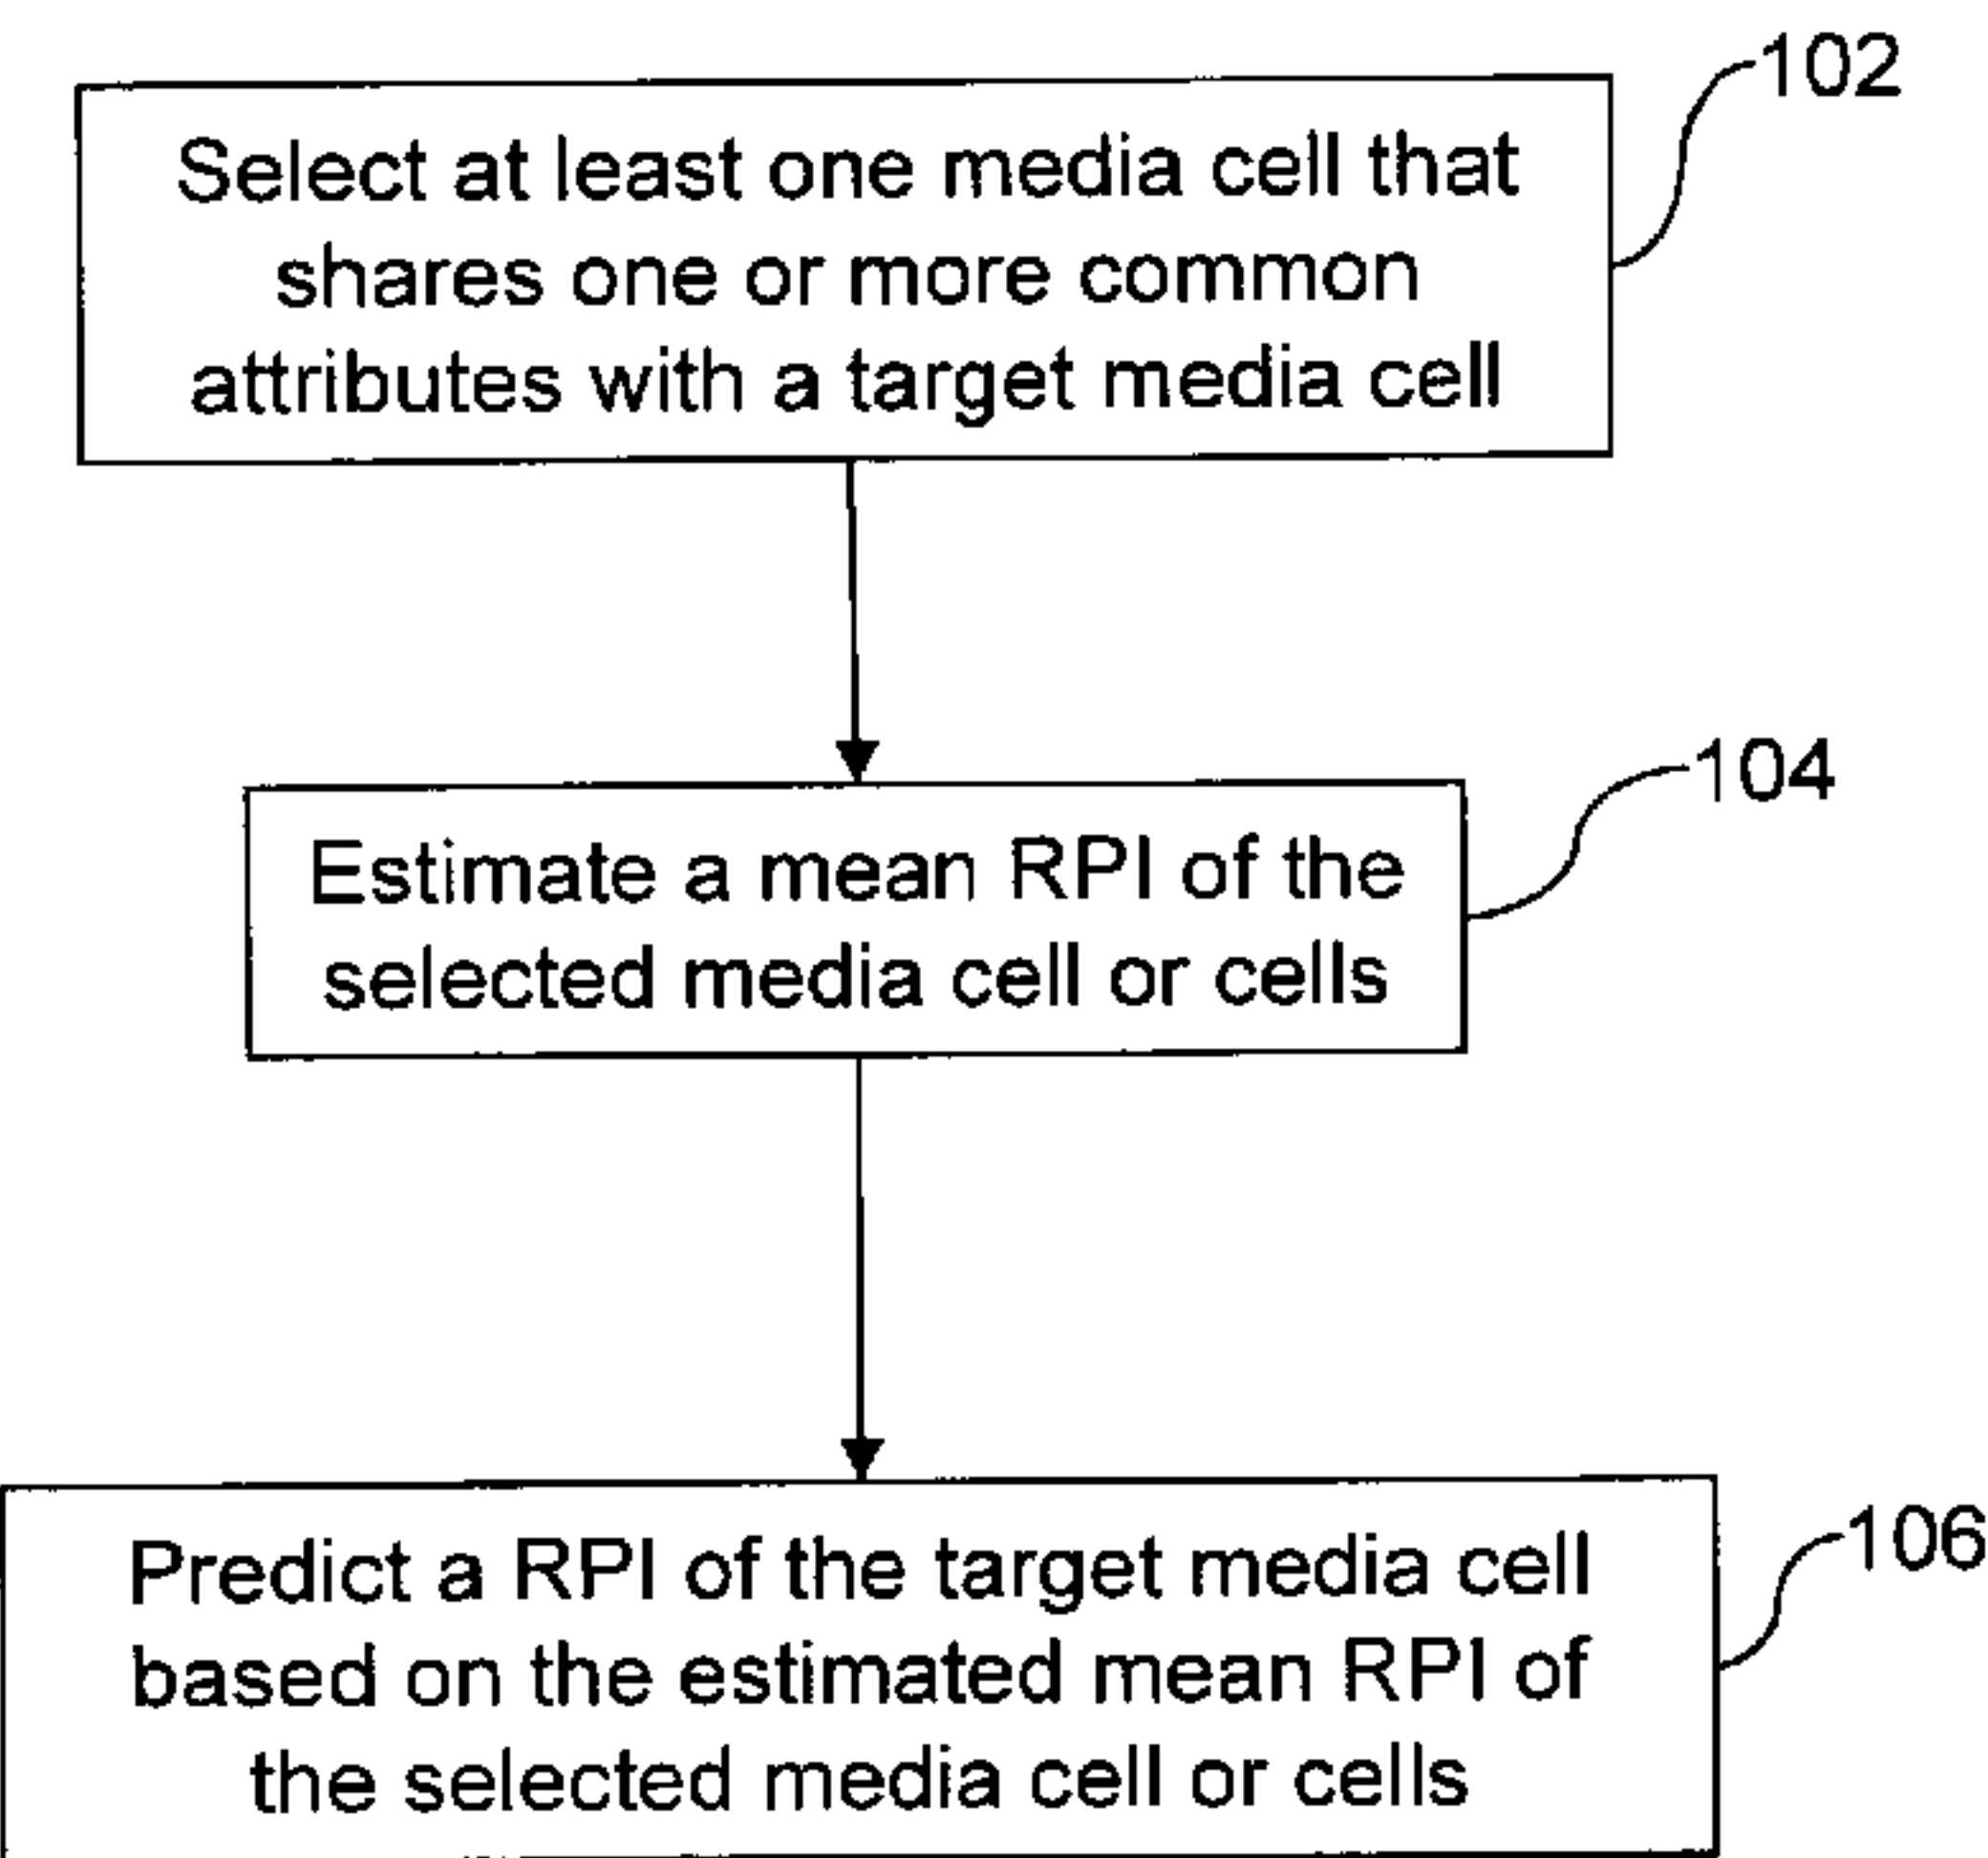 102
Select at least one media cell that
shares one or more common
attributes with a target media cell
104
Estimate a mean RPI of the
selected media cell or cells
106
Predict a RPI of the target media cell
based on the estimated mean RPI of
the selected media cell or cells